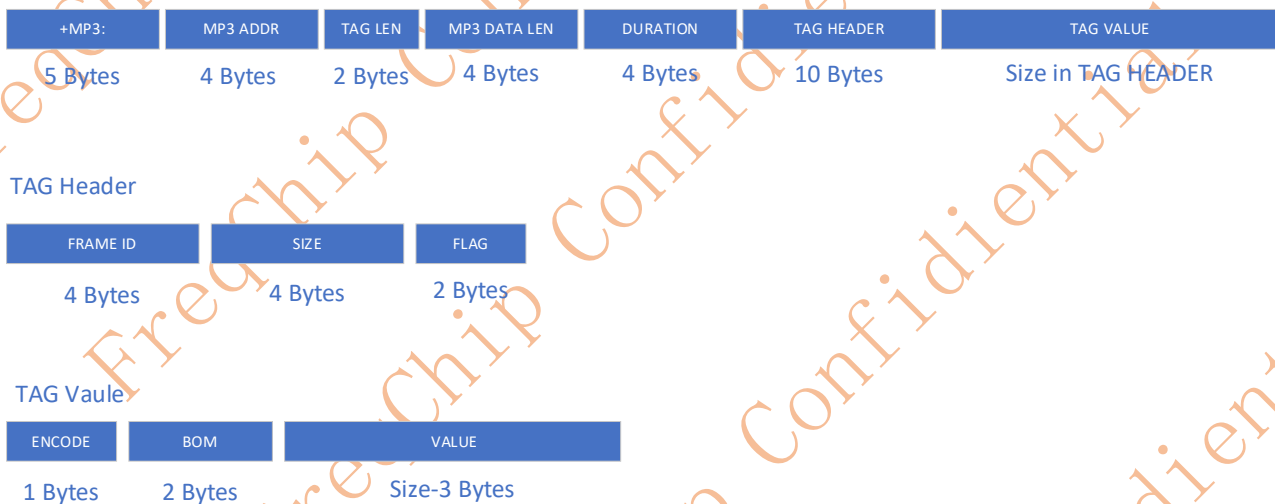 +MP3: MP3 ADDR TAG LEN MP3 DATA LEN DURATION TAG HEADER TAG VALUE
5 Bytes 4 Bytes 2 Bytes 4 Bytes 4 Bytes 10 Bytes Size in TAG HEADER
TAG Header
FRAME ID SIZE FLAG
4 Bytes 4 Bytes 2 Bytes
TAG Vaule
ENCODE BOM VALUE
1 Bytes 2 Bytes Size-3 Bytes
FreqChip Confidential